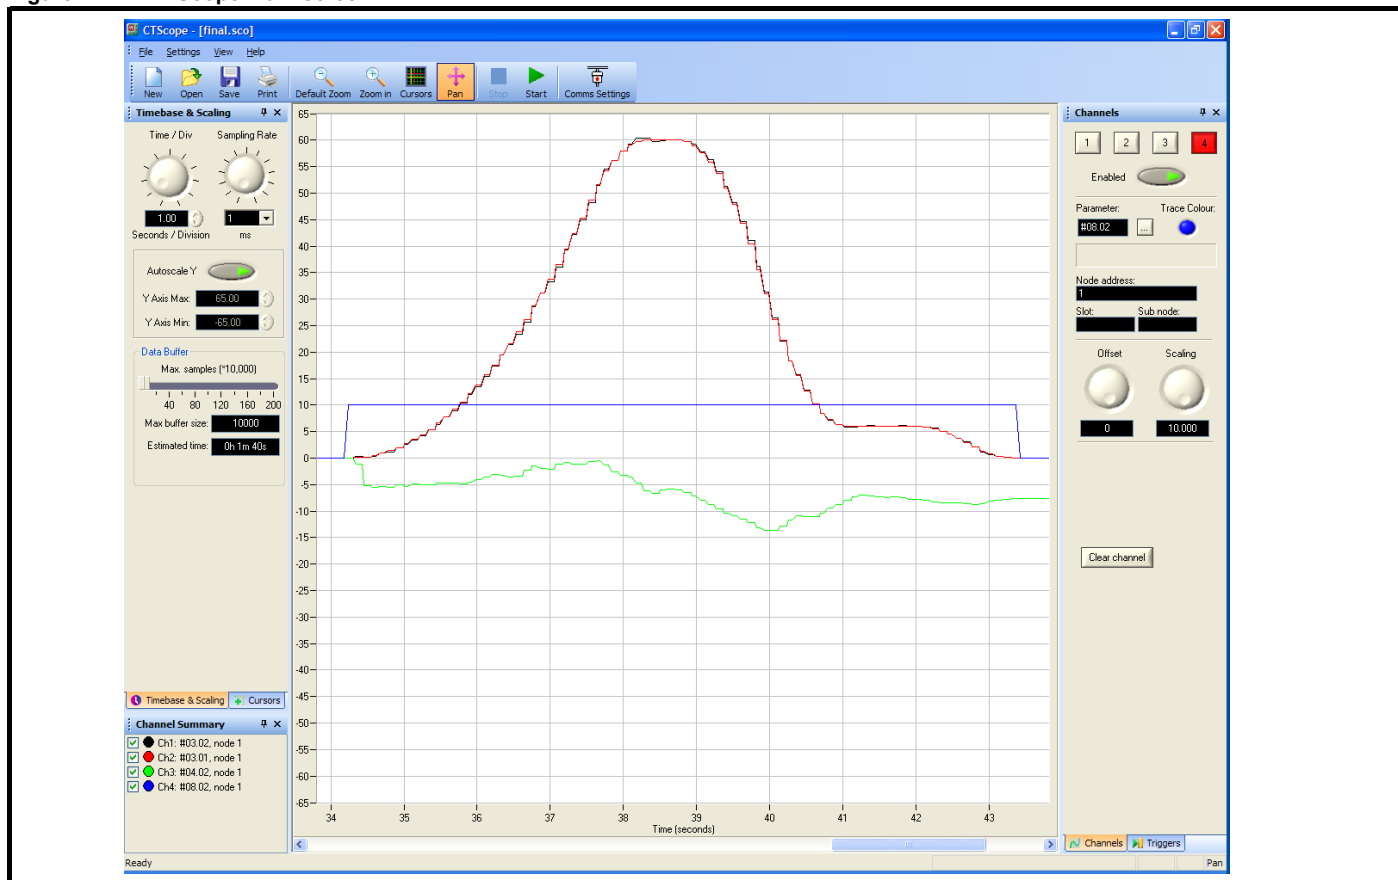 CTScope - [final.sco]
File Settings View Help
New Open Save Print Default Zoom Zoom in Cursors Pan Stop Start Comms Settings
Timebase & Scaling
Time / Div Sampling Rate
1.00 1
Seconds / Division ms
Autoscale Y
Y Axis Max: 65.00
Y Axis Min: -65.00
Data Buffer
Max. samples (*10,000)
40 80 120 160 200
Max buffer size: 10000
Estimated time: 0h 1m 40s
Timebase & Scaling Cursors
Channel Summary
Ch1: #03.02, node 1
Ch2: #03.01, node 1
Ch3: #04.02, node 1
Ch4: #08.02, node 1
65
60
55
50
45
40
35
30
25
20
15
10
5
0
-5
-10
-15
-20
-25
-30
-35
-40
-45
-50
-55
-60
-65
34 35 36 37 38 39 40 41 42 43
Time (seconds)
Channels
1 2 3 4
Enabled
Parameter: Trace Colour:
#08.02 ...
Node address:
1
Slot: Sub node:
Offset Scaling
0 10.000
Clear channel
Channels Triggers
Ready Pan